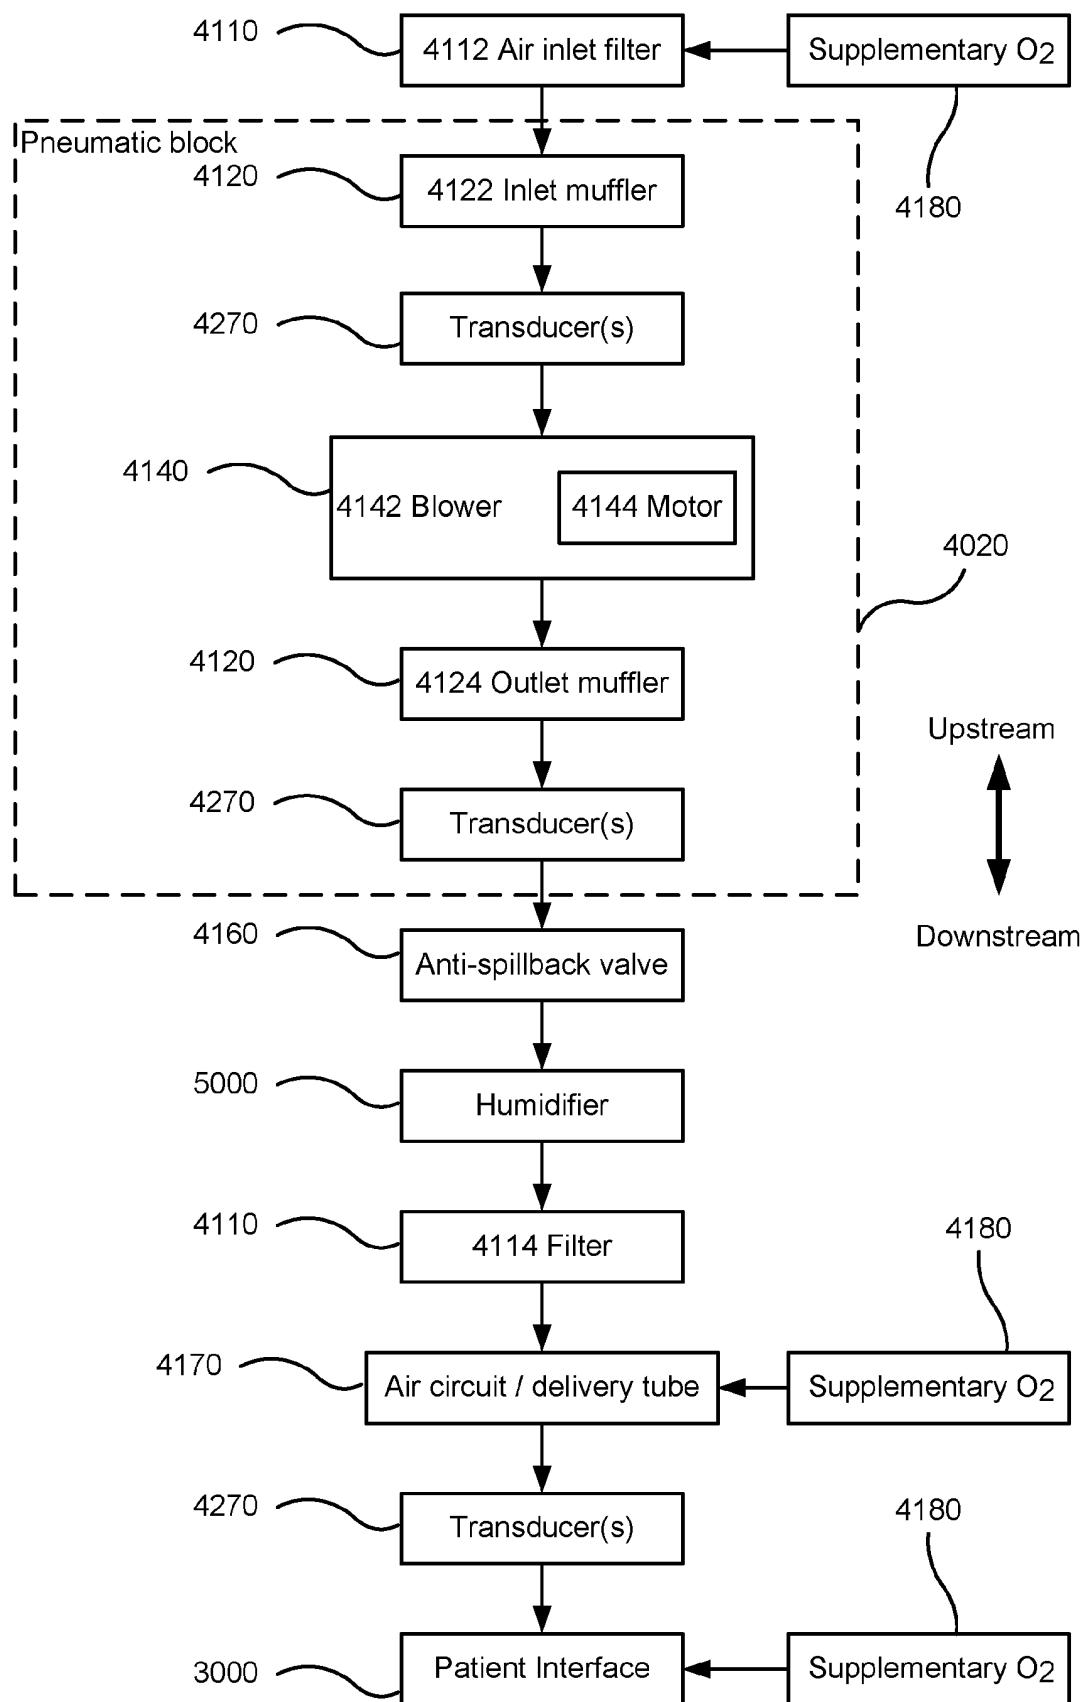 4110
4112 Air inlet filter
Supplementary O2
4180
Pneumatic block
4120
4122 Inlet muffler
4270
Transducer(s)
4140
4142 Blower
4144 Motor
4020
4120
4124 Outlet muffler
Upstream
4270
Transducer(s)
Downstream
4160
Anti-spillback valve
5000
Humidifier
4110
4114 Filter
4180
4170
Air circuit / delivery tube
Supplementary O2
4270
Transducer(s)
4180
3000
Patient Interface
Supplementary O2